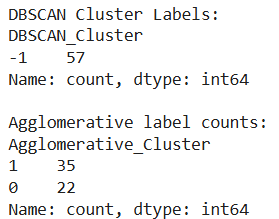 DBSCAN Cluster Labels:
DBSCAN_Cluster
-1    57
Name: count, dtype: int64

Agglomerative label counts:
Agglomerative_Cluster
1    35
0    22
Name: count, dtype: int64